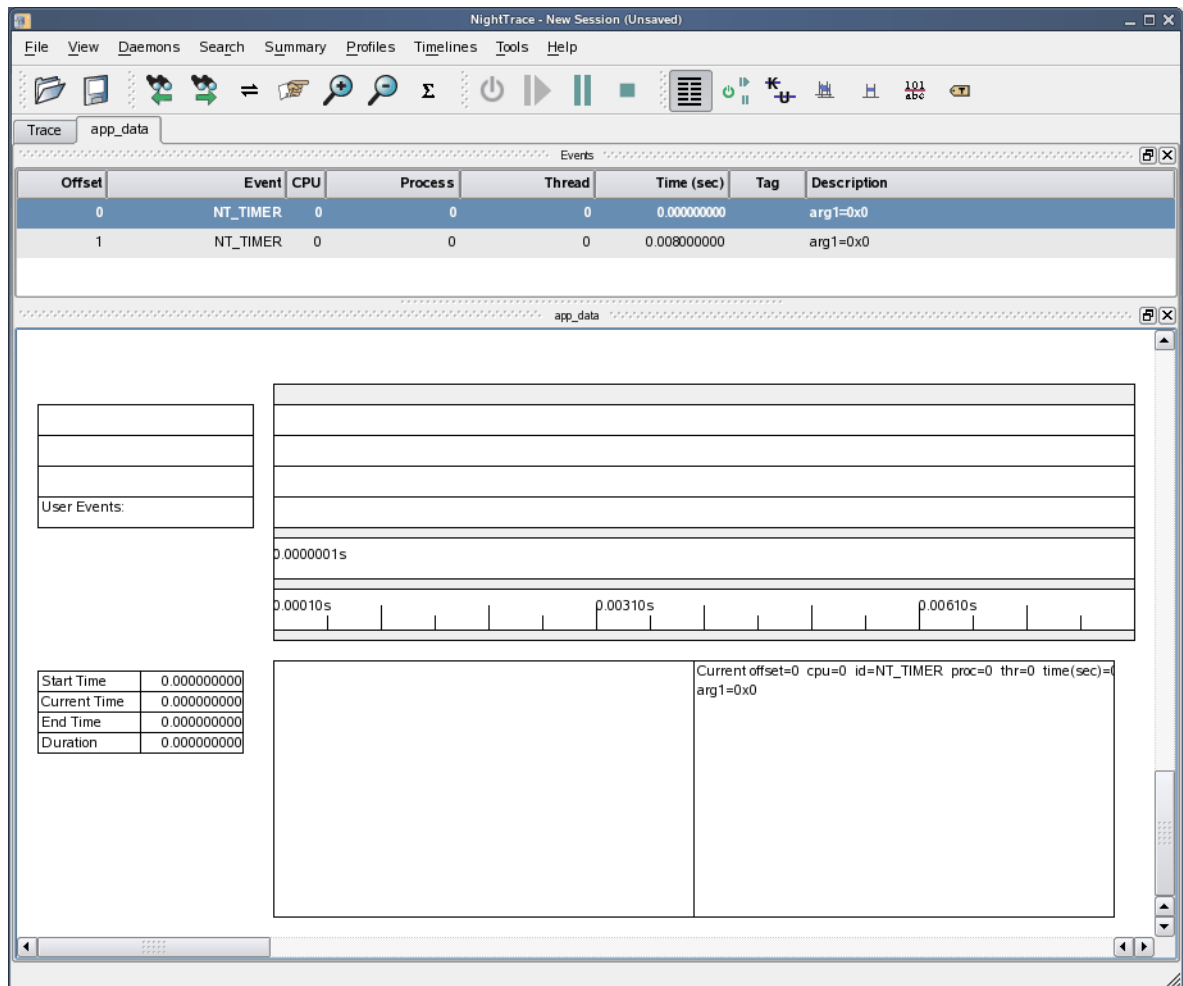 NightTrace - New Session (Unsaved)
File View Daemons Search Summary Profiles Timelines Tools Help
Σ K U 101 abc T
Trace app_data
Events
Offset Event CPU Process Thread Time (sec) Tag Description
0 NT_TIMER 0 0 0 0.000000000 arg1=0x0
1 NT_TIMER 0 0 0 0.008000000 arg1=0x0
app_data
User Events:
0.0000001s
0.00010s 0.00310s 0.00610s
Start Time 0.000000000
Current Time 0.000000000
End Time 0.000000000
Duration 0.000000000
Current offset=0 cpu=0 id=NT_TIMER proc=0 thr=0 time(sec)=0
arg1=0x0